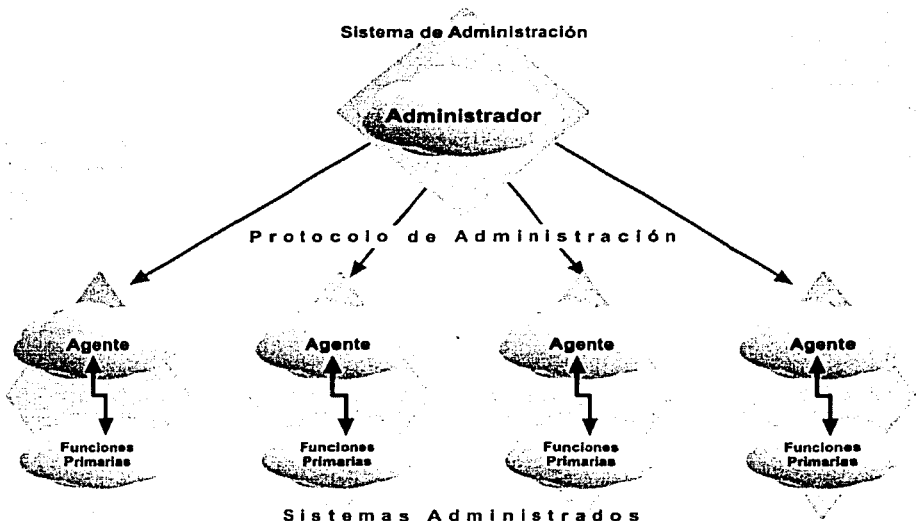 Sistema de Administración
Administrador
Protocolo de Administración
Agente
Agente
Agente
Agente
Funciones
Primarias
Funciones
Primarias
Funciones
Primarias
Funciones
Primarias
Sistemas Administrados